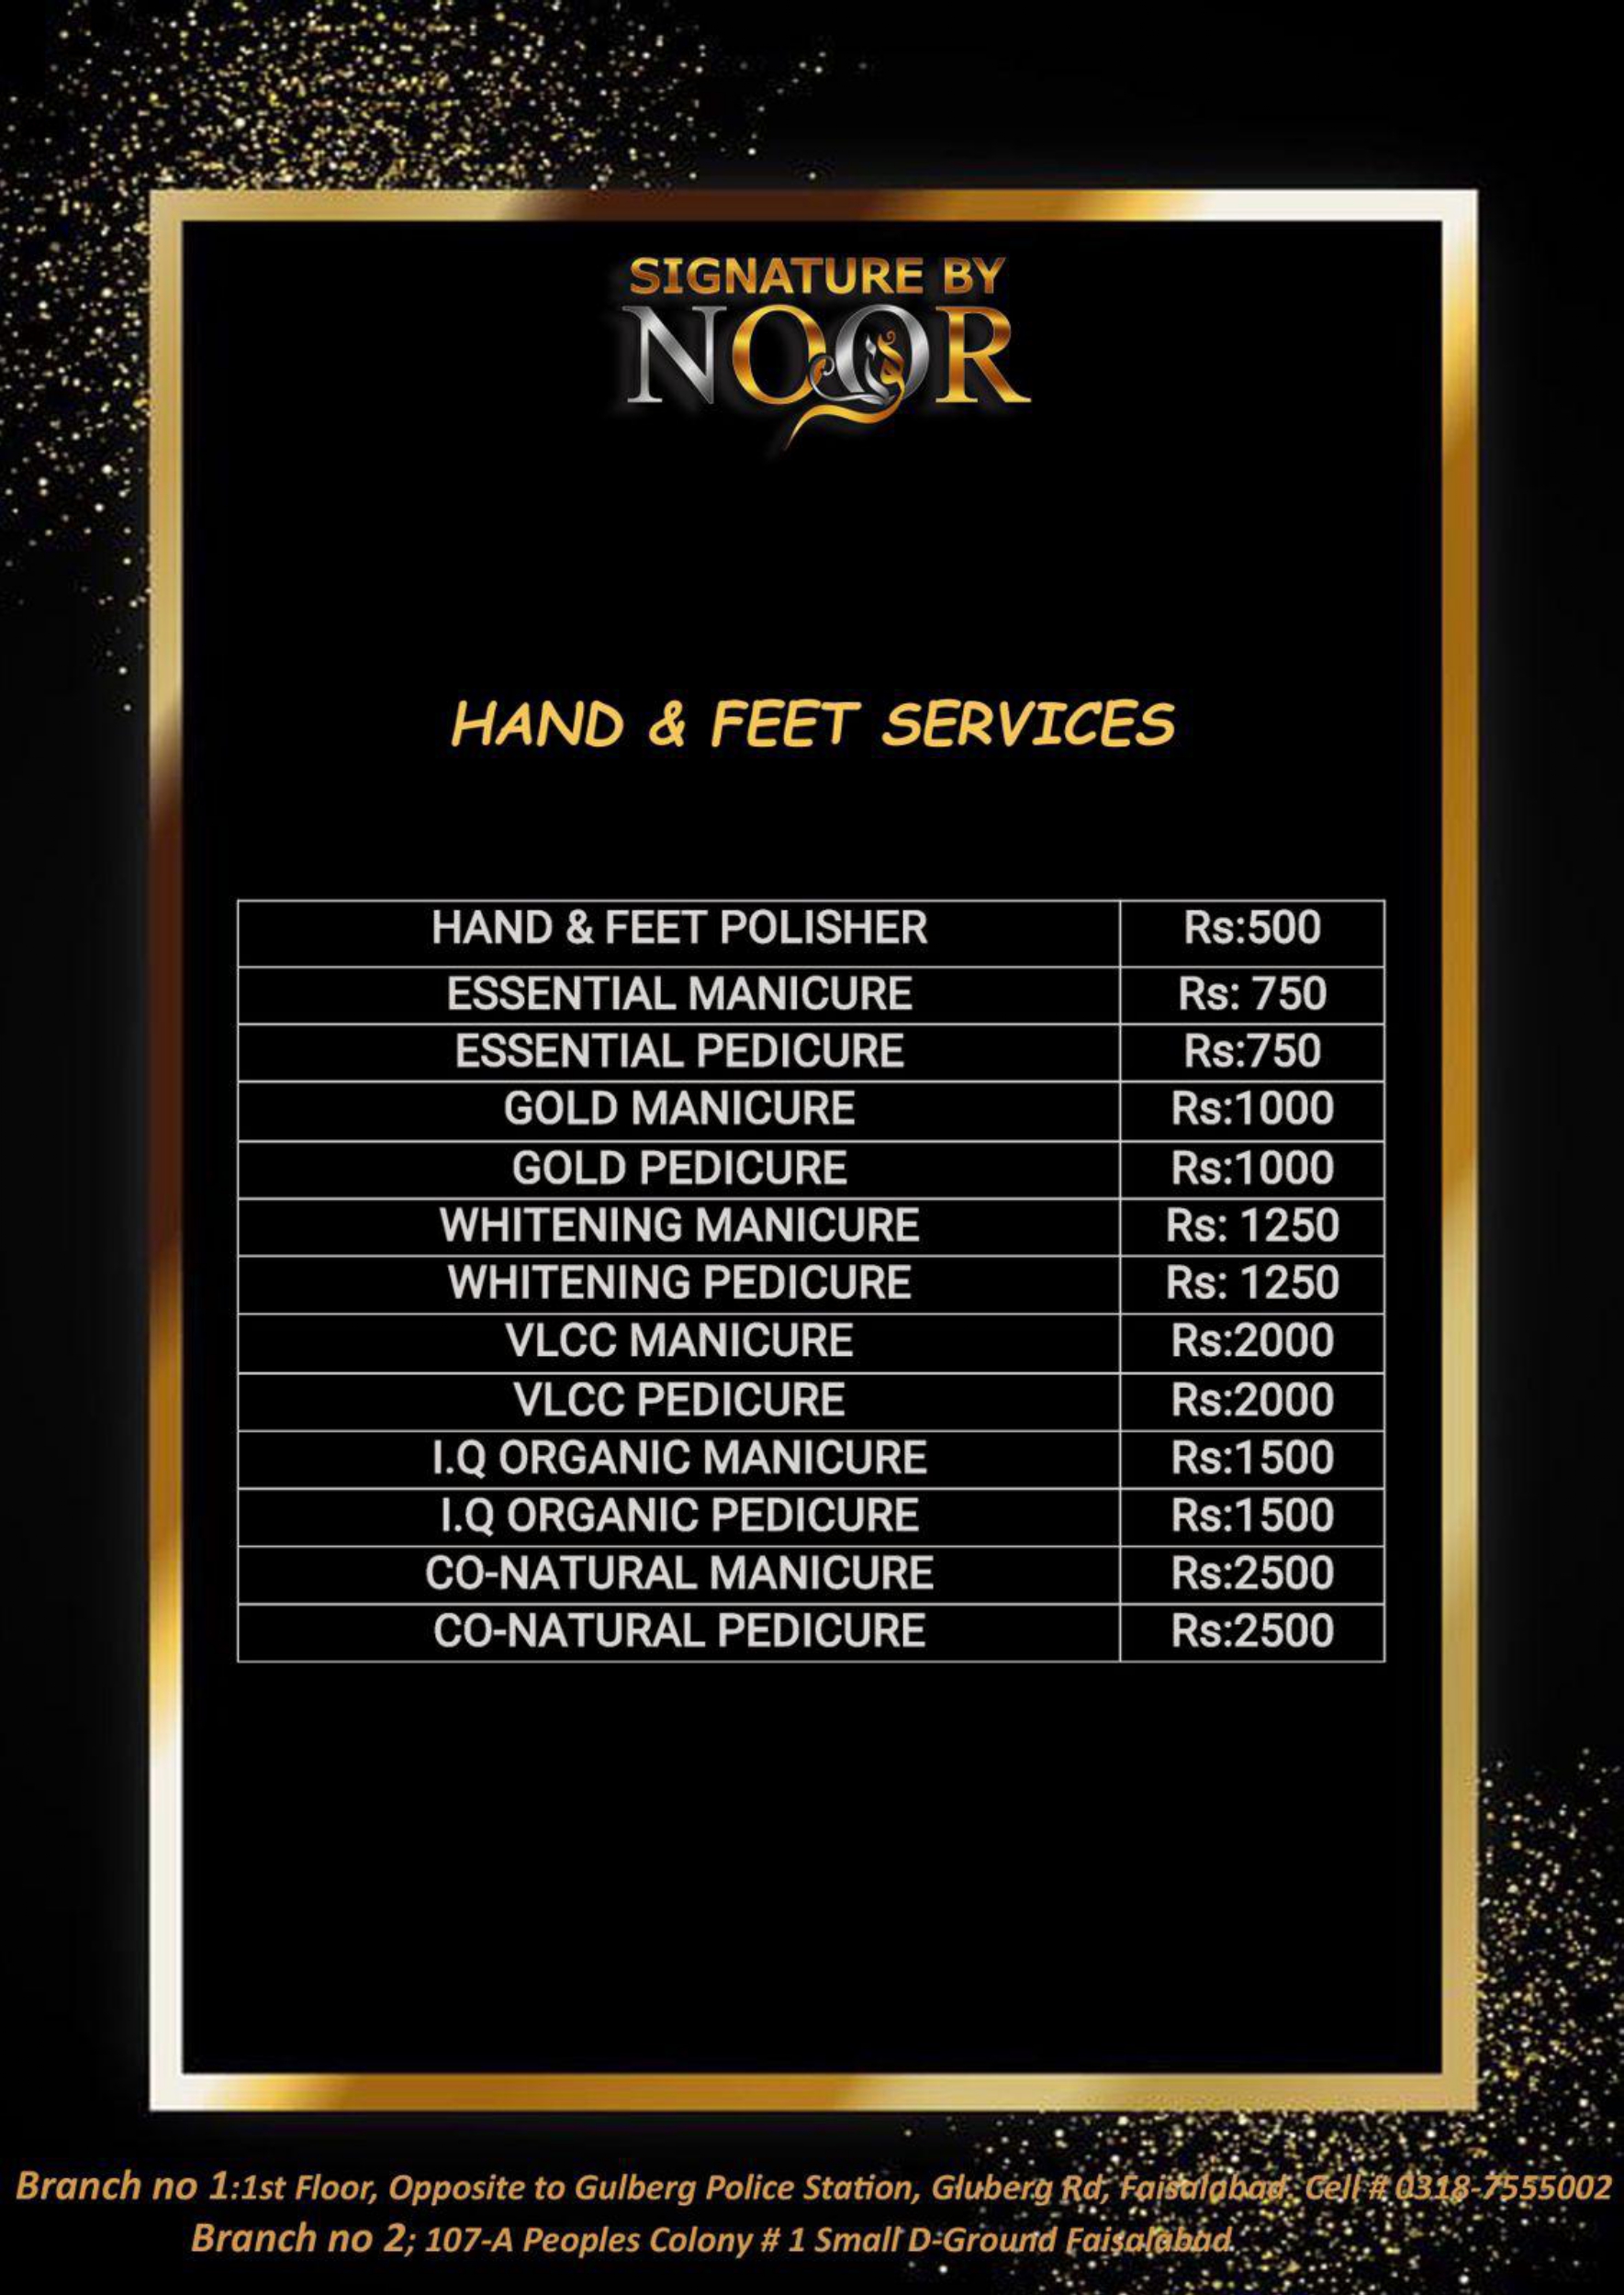 SIGNATURE BY
NOOR
HAND & FEET SERVICES
HAND & FEET POLISHER Rs:500
ESSENTIAL MANICURE Rs: 750
ESSENTIAL PEDICURE Rs:750
GOLD MANICURE Rs:1000
GOLD PEDICURE Rs:1000
WHITENING MANICURE Rs: 1250
WHITENING PEDICURE Rs: 1250
VLCC MANICURE Rs:2000
VLCC PEDICURE Rs:2000
I.Q ORGANIC MANICURE Rs:1500
I.Q ORGANIC PEDICURE Rs:1500
CO-NATURAL MANICURE Rs:2500
CO-NATURAL PEDICURE Rs:2500
Branch no 1:1st Floor, Opposite to Gulberg Police Station, Gluberg Rd, Faisalabad. Cell # 0318-7555002
Branch no 2; 107-A Peoples Colony # 1 Small D-Ground Faisalabad.